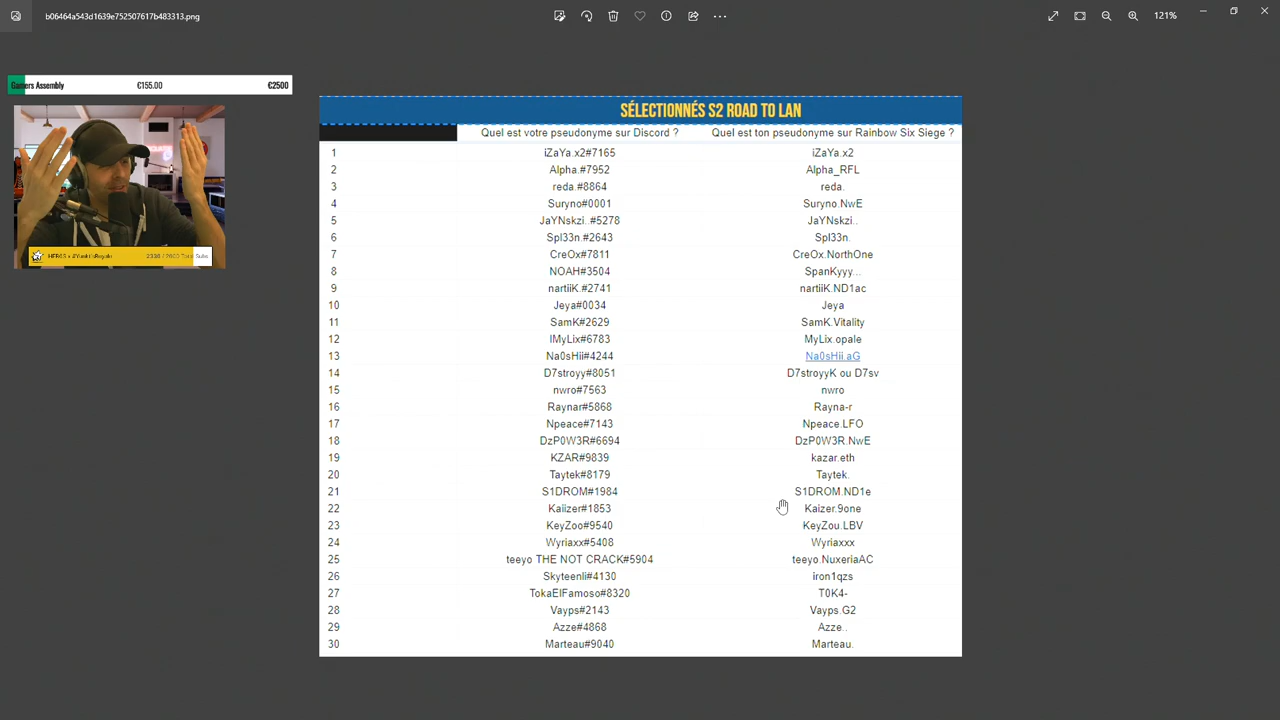 b06464a543d1639e752507617b483313.png
121%
Gamers Assembly €155.00 €2500
SÉLECTIONNÉS S2 ROAD TO LAN
Quel est votre pseudonyme sur Discord ? Quel est ton pseudonyme sur Rainbow Six Siege ?
1 iZaYa.x2#7165 iZaYa.x2
2 Alpha.#7952 Alpha_RFL
3 reda.#8864 reda.
4 Suryno#0001 Suryno.NwE
5 JaYNskzi..#5278 JaYNskzi..
6 Spl33n.#2643 Spl33n.
7 CreOx#7811 CreOx.NorthOne
8 NOAH#3504 SpanKyyy...
9 nartiiK.#2741 nartiiK.ND1ac
10 Jeya#0034 Jeya
11 SamK#2629 SamK.Vitality
12 lMyLix#6783 MyLix.opale
13 Na0sHii#4244 Na0sHii.aG
14 D7stroyy#8051 D7stroyyK ou D7sv
15 nwro#7563 nwro
16 Raynar#5868 Rayna-r
17 Npeace#7143 Npeace.LFO
18 DzP0W3R#6694 DzP0W3R.NwE
19 KZAR#9839 kazar.eth
20 Taytek#8179 Taytek.
21 S1DROM#1984 S1DROM.ND1e
22 Kaiizer#1853 Kaizer.9one
23 KeyZoo#9540 KeyZou.LBV
24 Wyriaxx#5408 Wyriaxxx
25 teeyo THE NOT CRACK#5904 teeyo.NuxeriaAC
26 Skyteenli#4130 iron1qzs
27 TokaElFamoso#8320 T0K4-
28 Vayps#2143 Vayps.G2
29 Azze#4868 Azze..
30 Marteau#9040 Marteau.